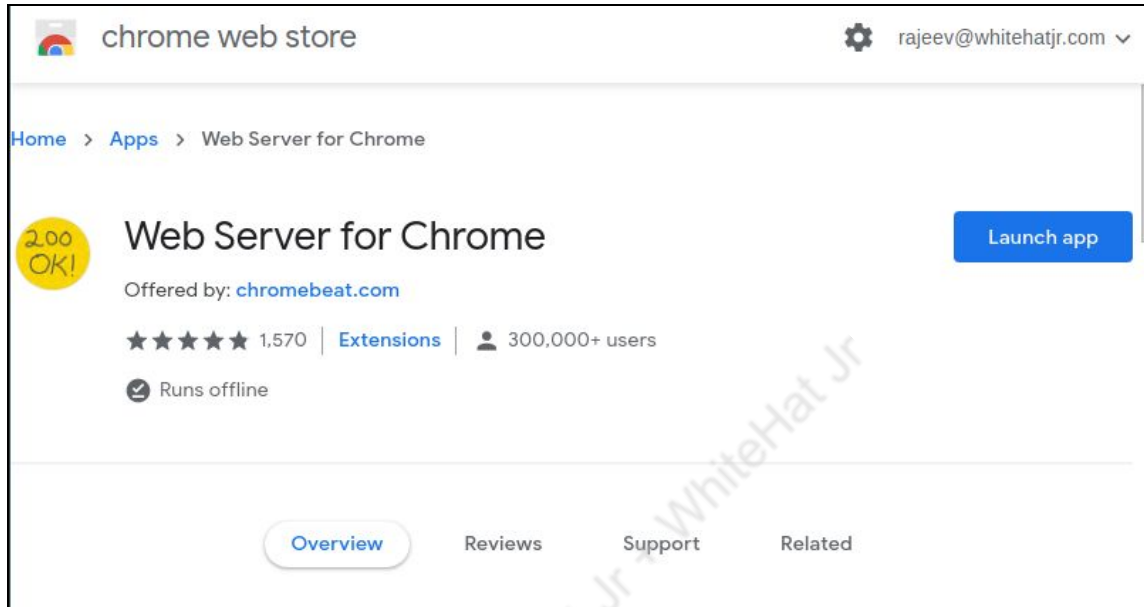 chrome web store
rajeev@whitehatjr.com
Home > Apps > Web Server for Chrome
200
OK!
Web Server for Chrome
Launch app
Offered by: chromebeat.com
1,570 | Extensions | 300,000+ users
Runs offline
Overview Reviews Support Related
Jr + WhiteHat Jr